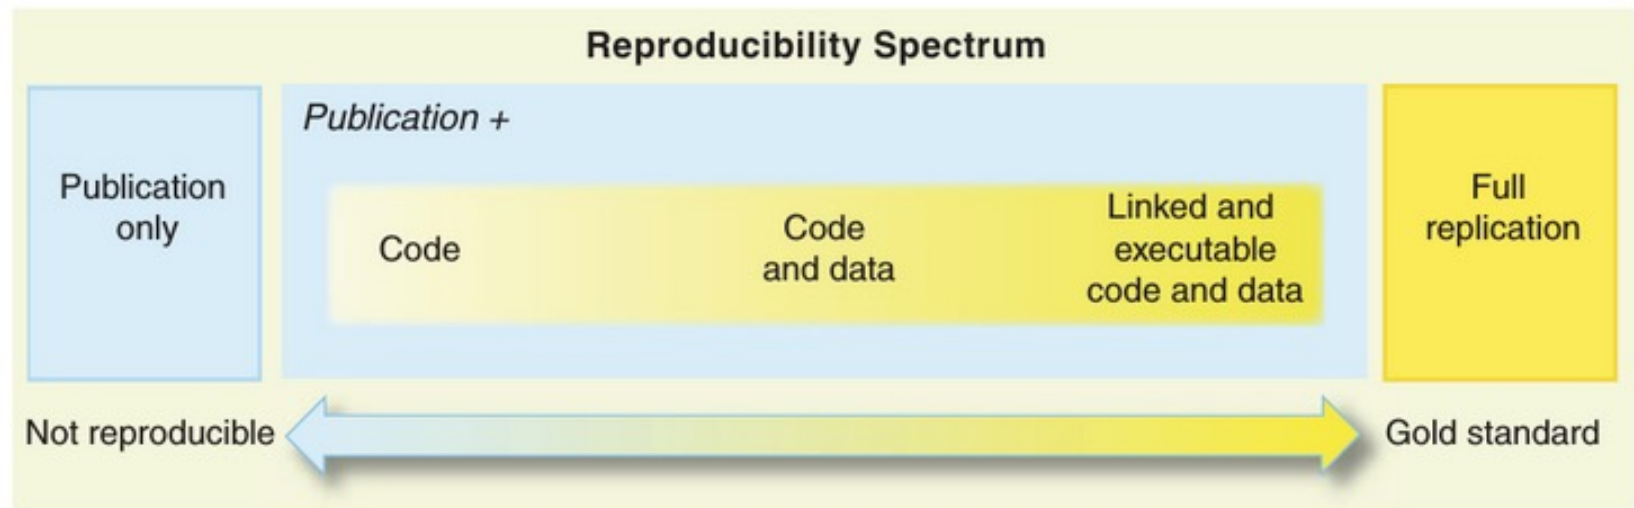 Reproducibility Spectrum
Publication
only
Publication +
Code
Code
and data
Linked and
executable
code and data
Full
replication
Not reproducible
Gold standard